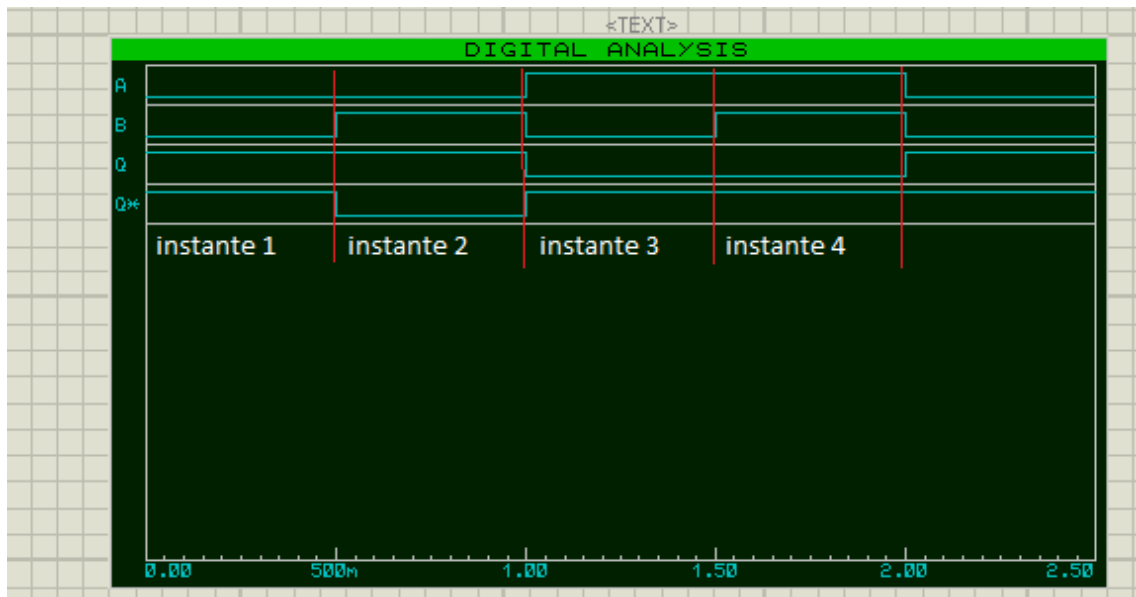 <TEXT>
DIGITAL ANALYSIS
A
B
Q
Q*
instante 1 instante 2 instante 3 instante 4
0.00 500m 1.00 1.50 2.00 2.50